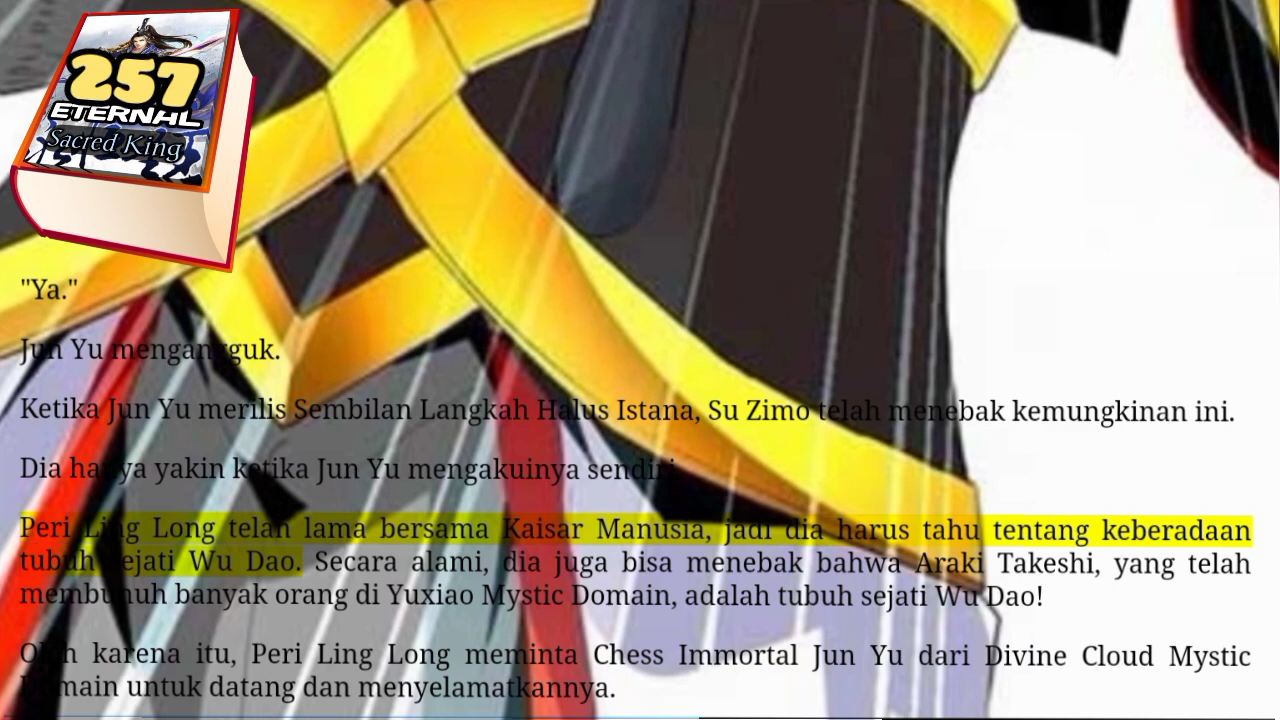 257
ETERNAL
Sacred King
"Ya."
Jun Yu mengangguk.
Ketika Jun Yu merilis Sembilan Langkah Halus Istana, Su Zimo telah menebak kemungkinan ini.
Dia hanya yakin ketika Jun Yu mengakuinya sendiri.
Peri Ling Long telah lama bersama Kaisar Manusia, jadi dia harus tahu tentang keberadaan
tubuh sejati Wu Dao. Secara alami, dia juga bisa menebak bahwa Araki Takeshi, yang telah
membunuh banyak orang di Yuxiao Mystic Domain, adalah tubuh sejati Wu Dao!
Oleh karena itu, Peri Ling Long meminta Chess Immortal Jun Yu dari Divine Cloud Mystic
Domain untuk datang dan menyelamatkannya.